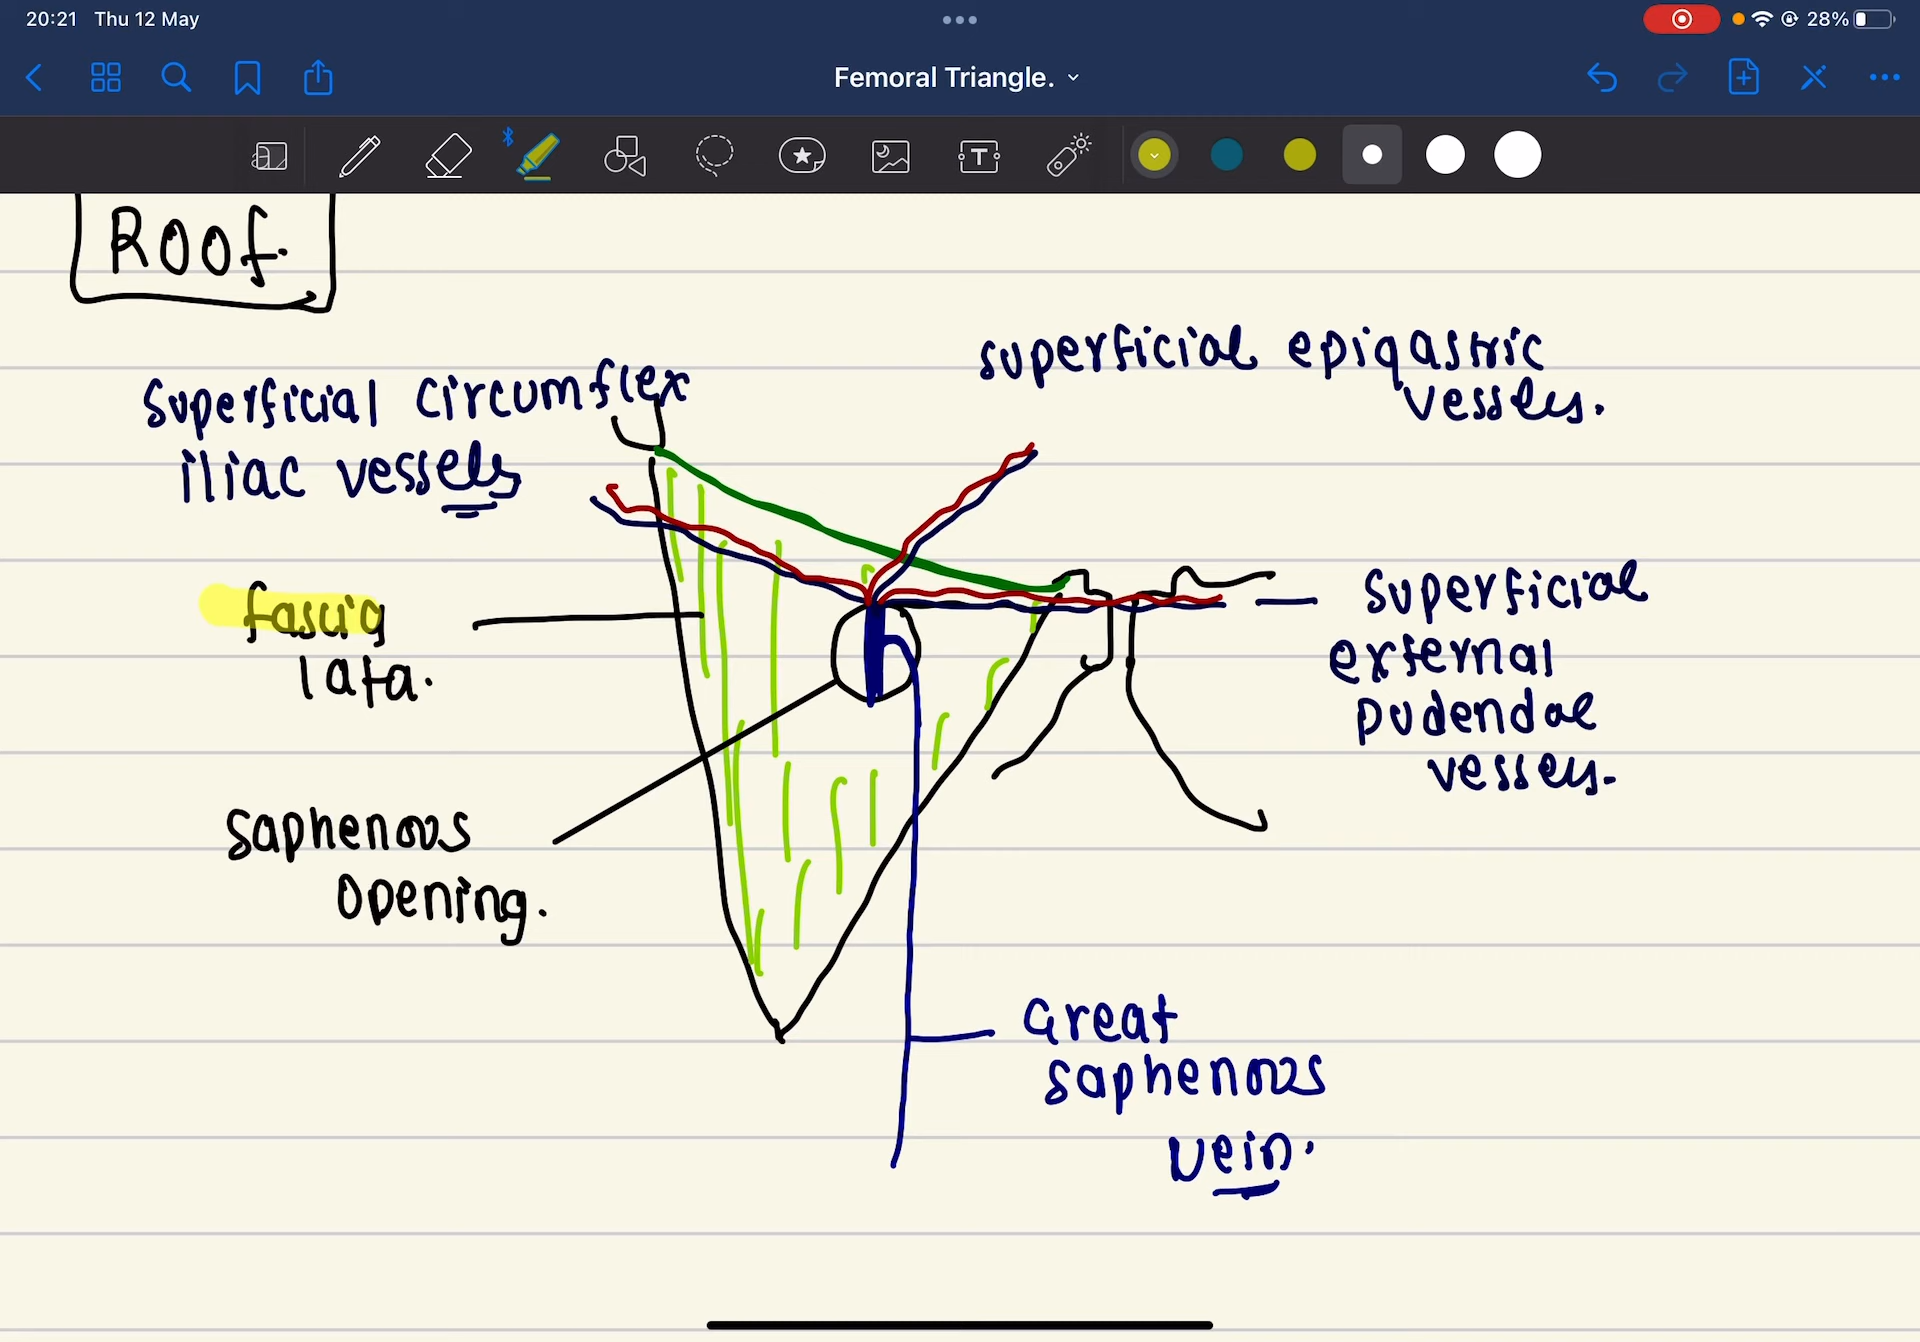 20:21 Thu 12 May
28%
Femoral Triangle.
Roof.
superficial epigastric
vessels.
Superficial circumflex
iliac vessels
fascia
lata.
superficial
external
pudendal
vessels.
saphenous
opening.
Great
saphenous
vein.